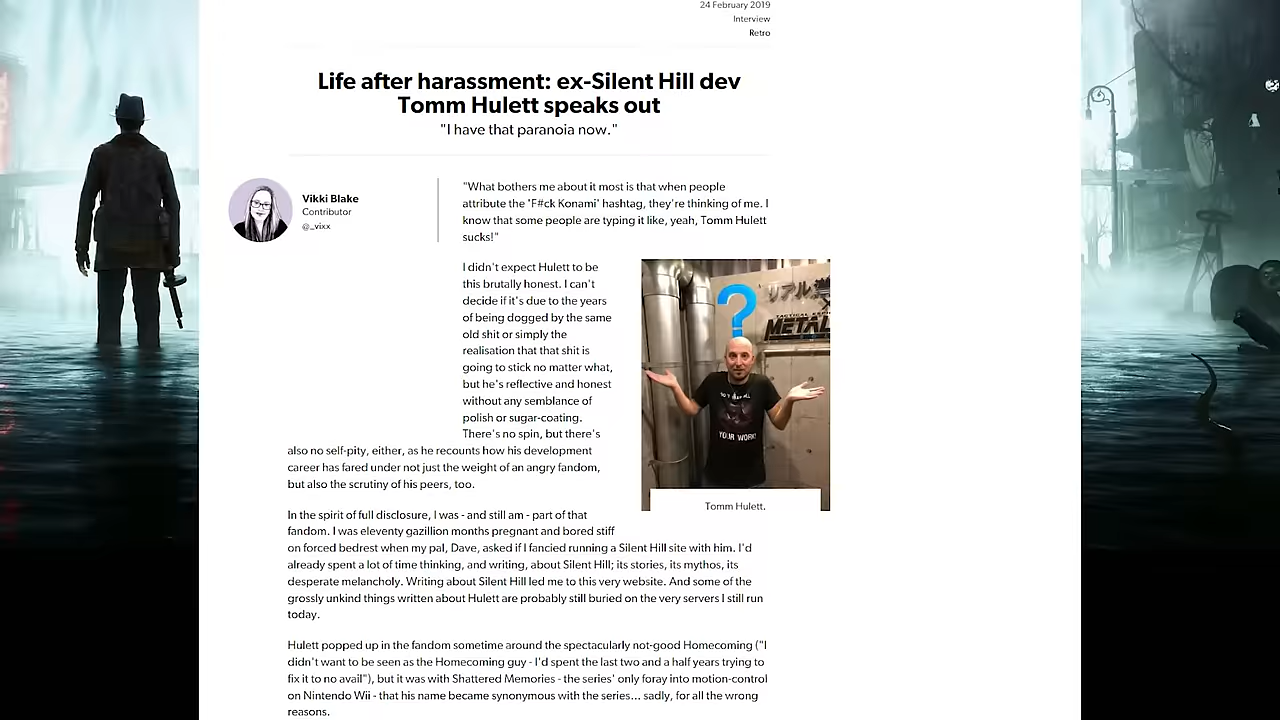 24 February 2019
Interview
Retro
Life after harassment: ex-Silent Hill dev
Tomm Hulett speaks out
"I have that paranoia now."
Vikki Blake
Contributor
@_vixx
"What bothers me about it most is that when people
attribute the 'F#ck Konami' hashtag, they're thinking of me. I
know that some people are typing it like, yeah, Tomm Hulett
sucks!"
I didn't expect Hulett to be
this brutally honest. I can't
decide if it's due to the years
of being dogged by the same
old shit or simply the
realisation that that shit is
going to stick no matter what,
but he's reflective and honest
without any semblance of
polish or sugar-coating.
There's no spin, but there's
also no self-pity, either, as he recounts how his development
career has fared under not just the weight of an angry fandom,
but also the scrutiny of his peers, too.
リアル
METAL
YOUR WORK!
Tomm Hulett.
In the spirit of full disclosure, I was - and still am - part of that
fandom. I was eleventy gazillion months pregnant and bored stiff
on forced bedrest when my pal, Dave, asked if I fancied running a Silent Hill site with him. I'd
already spent a lot of time thinking, and writing, about Silent Hill; its stories, its mythos, its
desperate melancholy. Writing about Silent Hill led me to this very website. And some of the
grossly unkind things written about Hulett are probably still buried on the very servers I still run
today.
Hulett popped up in the fandom sometime around the spectacularly not-good Homecoming ("I
didn't want to be seen as the Homecoming guy - I'd spent the last two and a half years trying to
fix it to no avail"), but it was with Shattered Memories - the series' only foray into motion-control
on Nintendo Wii - that his name became synonymous with the series... sadly, for all the wrong
reasons.